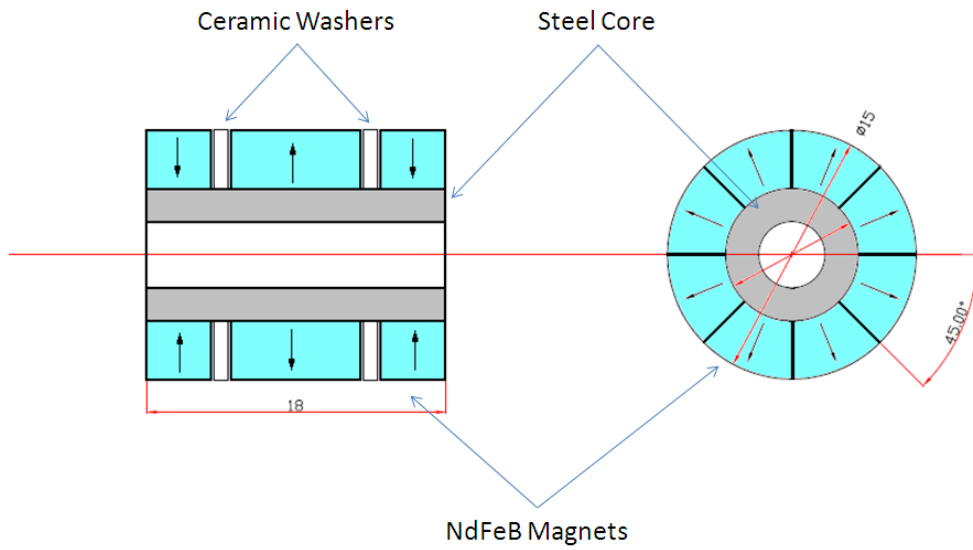 Ceramic Washers
Steel Core
ø15
45.00°
18
NdFeB Magnets